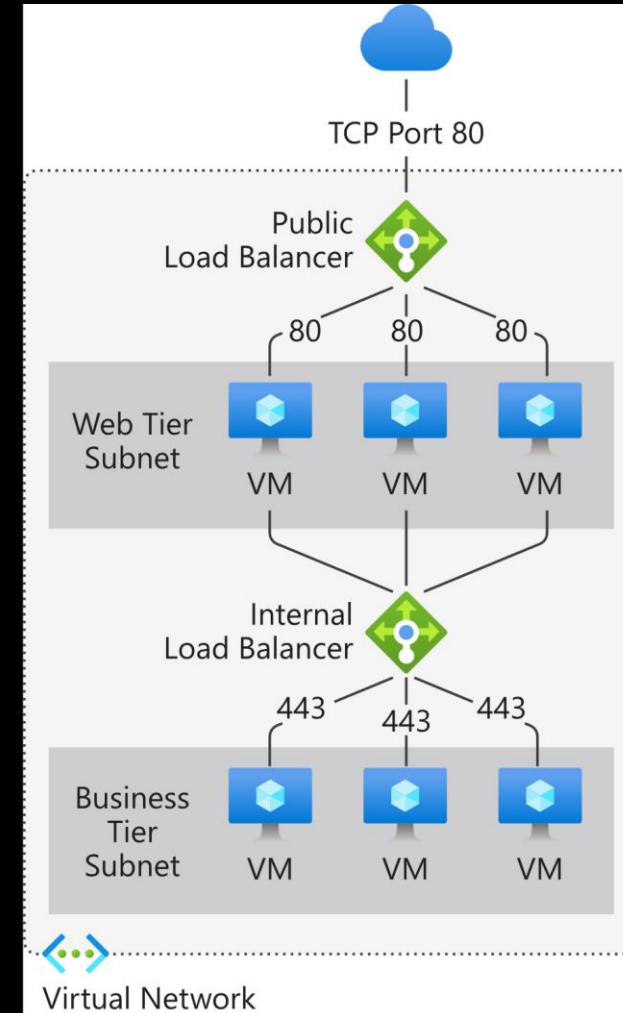 TCP Port 80
Public
Load Balancer
80
80
80
Web Tier
Subnet
VM
VM
VM
Internal
Load Balancer
443
443
443
Business
Tier
Subnet
VM
VM
VM
Virtual Network